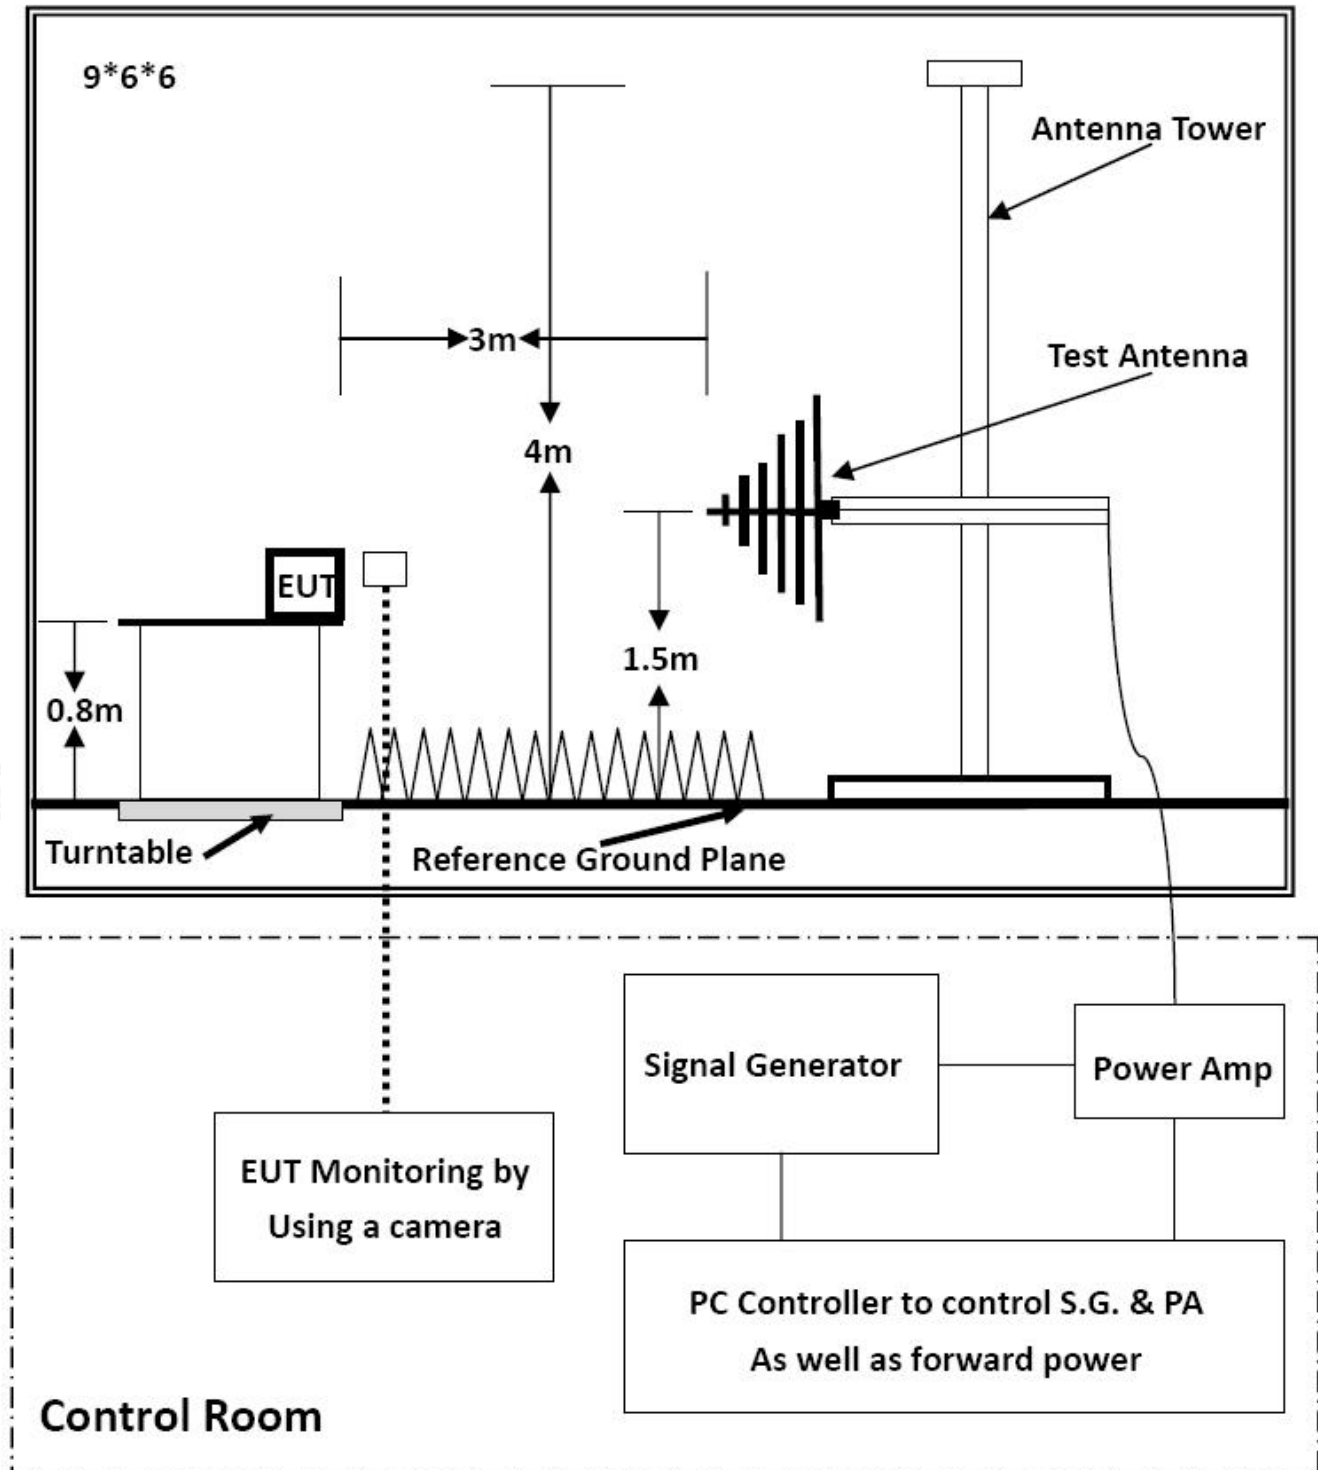 9*6*6
Antenna Tower
3m
Test Antenna
4m
EUT
1.5m
0.8m
Turntable
Reference Ground Plane
Signal Generator
Power Amp
EUT Monitoring by
Using a camera
PC Controller to control S.G. & PA
As well as forward power
Control Room